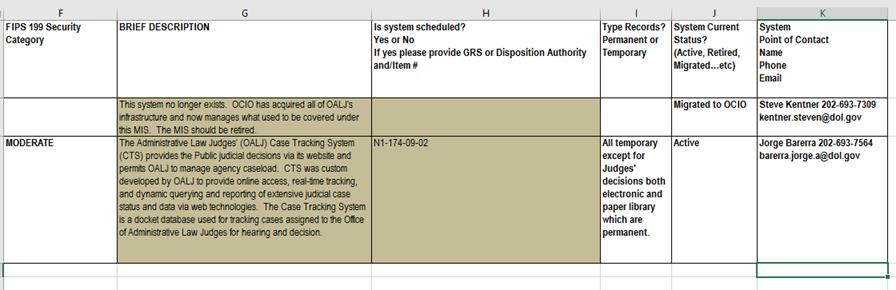 F G H I J K
FIPS 199 Security
Category
BRIEF DESCRIPTION
Is system scheduled?
Yes or No
If yes please provide GRS or Disposition Authority
and/Item #
Type Records?
Permanent or
Temporary
System Current
Status?
(Active, Retired,
Migrated...etc)
System
Point of Contact
Name
Phone
Email
This system no longer exists. OCIO has acquired all of OALJ's
infrastructure and now manages what used to be covered under
this MIS. The MIS should be retired.
Migrated to OCIO
Steve Kentner 202-693-7309
kentner.steven@dol.gov
MODERATE
The Administrative Law Judges' (OALJ) Case Tracking System
(CTS) provides the Public judicial decisions via its website and
permits OALJ to manage agency caseload. CTS was custom
developed by OALJ to provide online access, real-time tracking,
and dynamic querying and reporting of extensive judicial case
status and data via web technologies. The Case Tracking System
is a docket database used for tracking cases assigned to the Office
of Administrative Law Judges for hearing and decision.
N1-174-09-02
All temporary
except for
Judges'
decisions both
electronic and
paper library
which are
permanent.
Active
Jorge Barerra 202-693-7564
barerra.jorge.a@dol.gov